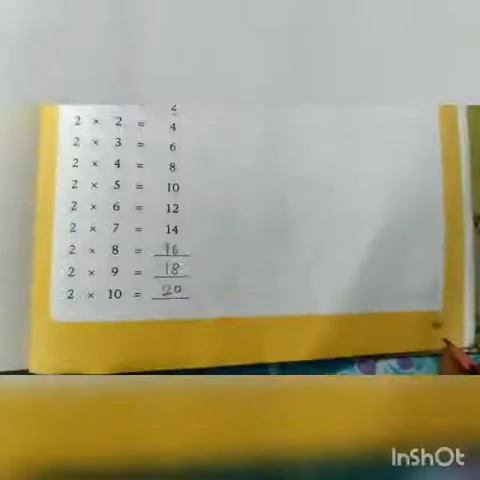 2
2 × 2 = 4
2 × 3 = 6
2 × 4 = 8
2 × 5 = 10
2 × 6 = 12
2 × 7 = 14
2 × 8 = 16
2 × 9 = 18
2 × 10 = 20
InShOt